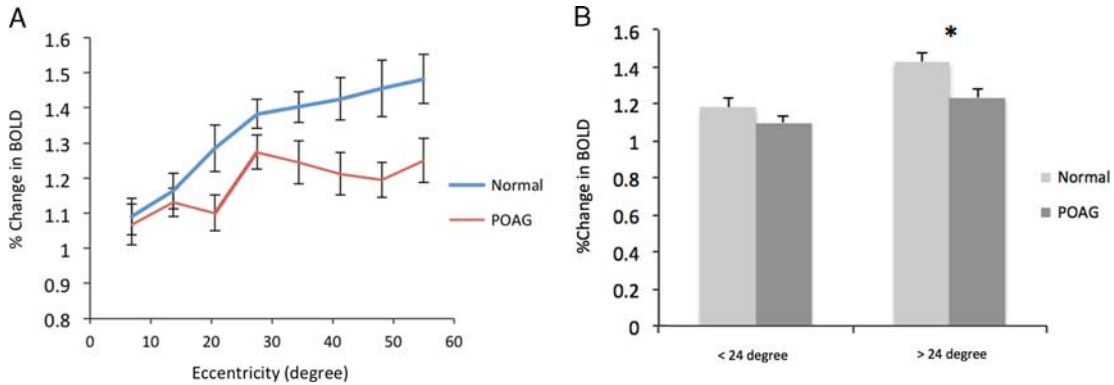 A
% Change in BOLD
1.6
1.5
1.4
1.3
1.2
1.1
1
0.9
0.8
0 10 20 30 40 50 60
Eccentricity (degree)
Normal
POAG
B
%Change in BOLD
1.6
1.4
1.2
1
0.8
0.6
0.4
0.2
0
*
< 24 degree > 24 degree
Normal
POAG